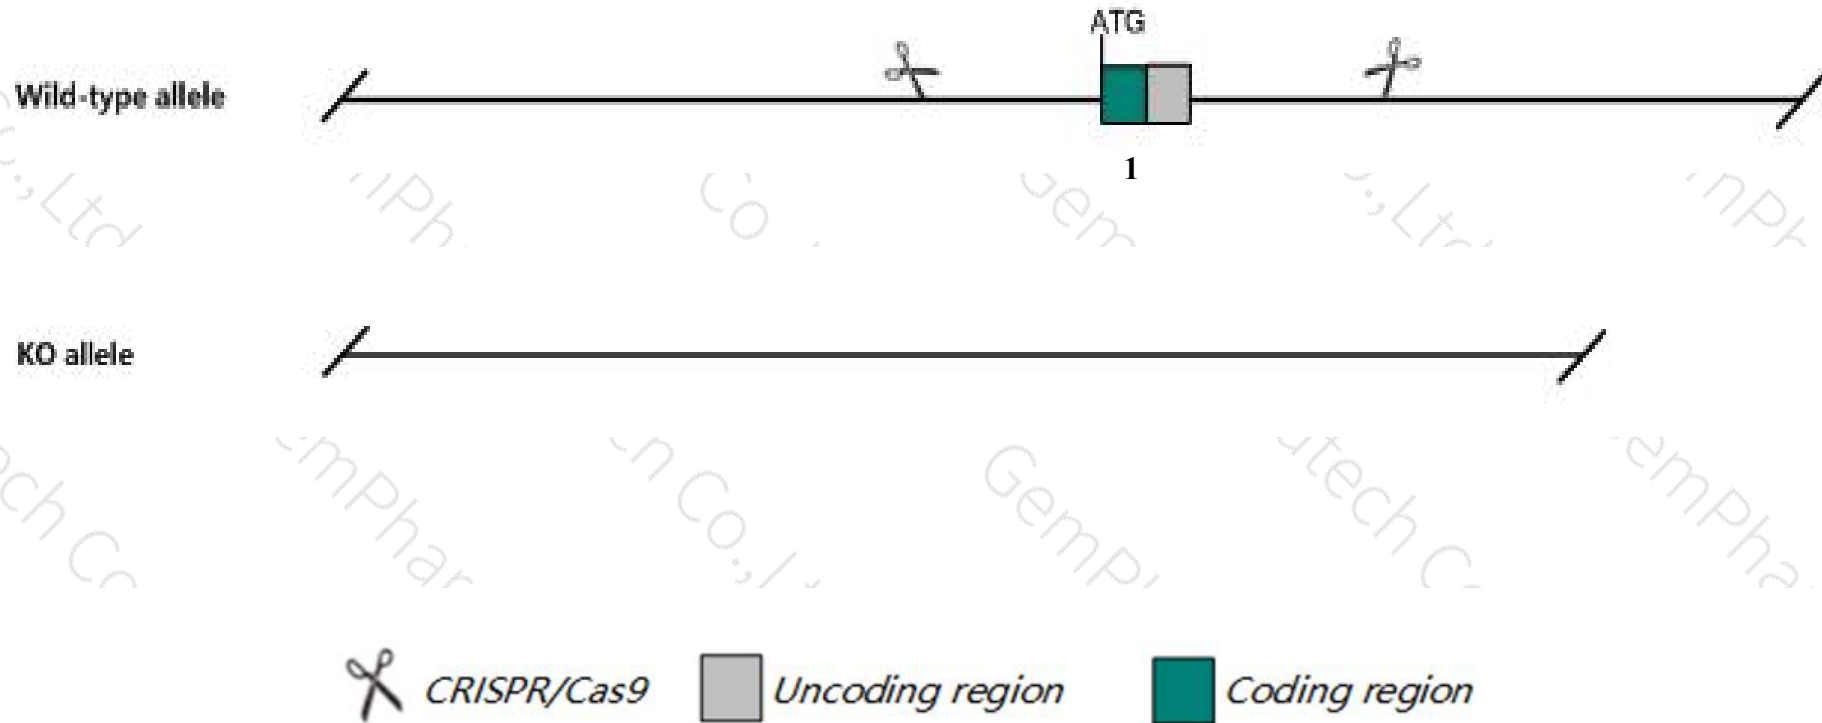 ATG
Wild-type allele
1
KO allele
CRISPR/Cas9 Uncoding region Coding region